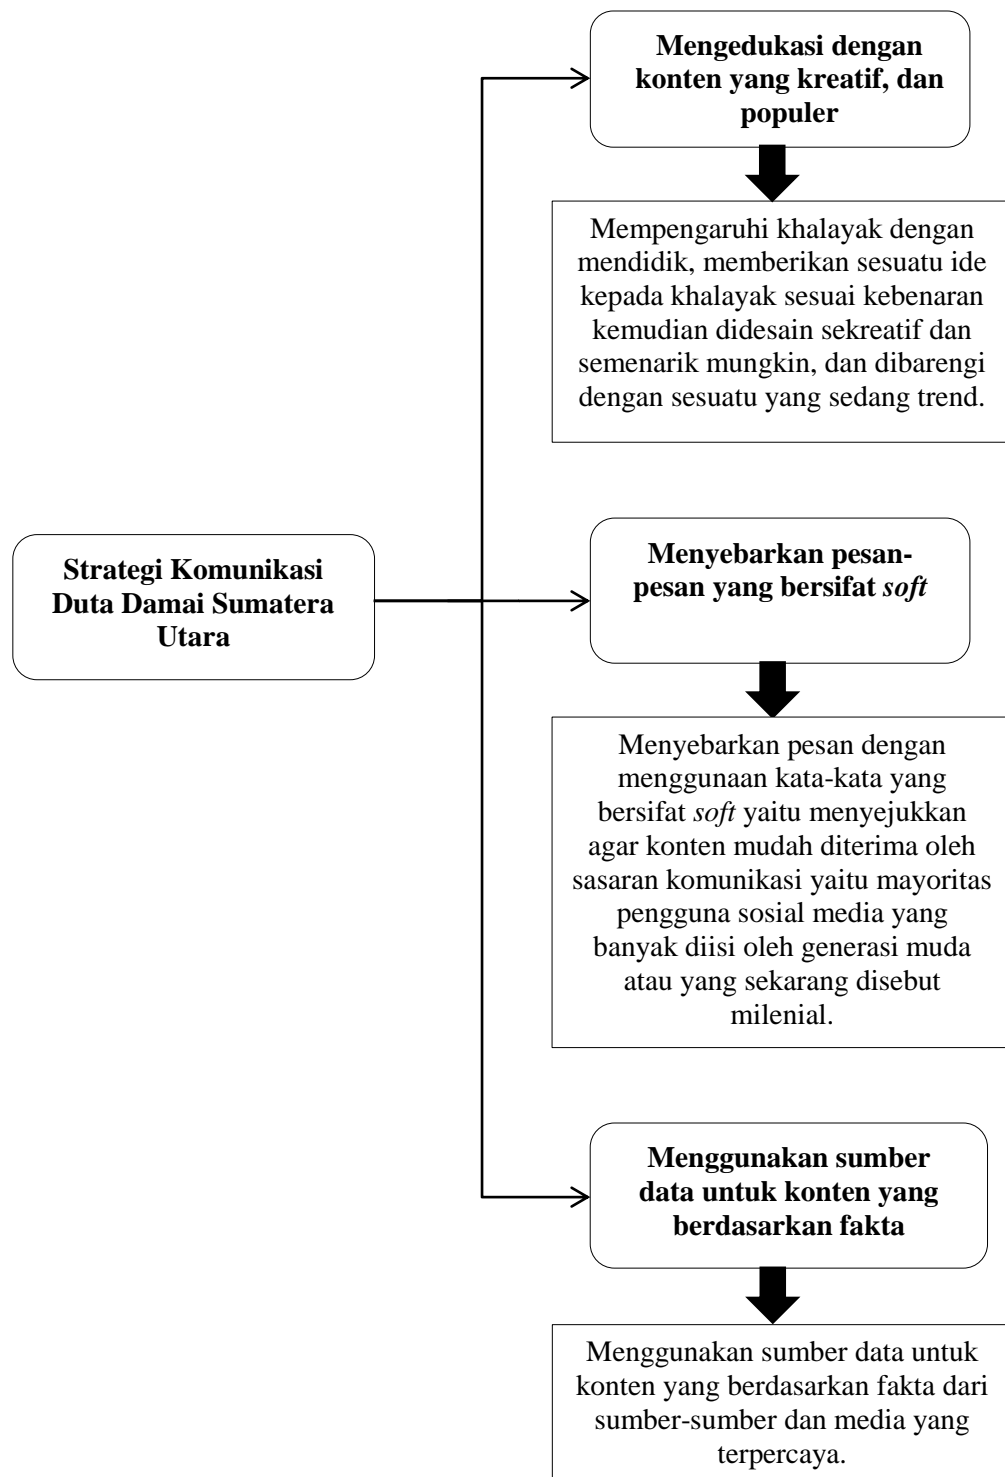 Mengedukasi dengan
konten yang kreatif, dan
populer
Mempengaruhi khalayak dengan
mendidik, memberikan sesuatu ide
kepada khalayak sesuai kebenaran
kemudian didesain sekreatif dan
semenarik mungkin, dan dibarengi
dengan sesuatu yang sedang trend.
Strategi Komunikasi
Duta Damai Sumatera
Utara
Menyebarkan pesan-
pesan yang bersifat soft
Menyebarkan pesan dengan
menggunaan kata-kata yang
bersifat soft yaitu menyejukkan
agar konten mudah diterima oleh
sasaran komunikasi yaitu mayoritas
pengguna sosial media yang
banyak diisi oleh generasi muda
atau yang sekarang disebut
milenial.
Menggunakan sumber
data untuk konten yang
berdasarkan fakta
Menggunakan sumber data untuk
konten yang berdasarkan fakta dari
sumber-sumber dan media yang
terpercaya.